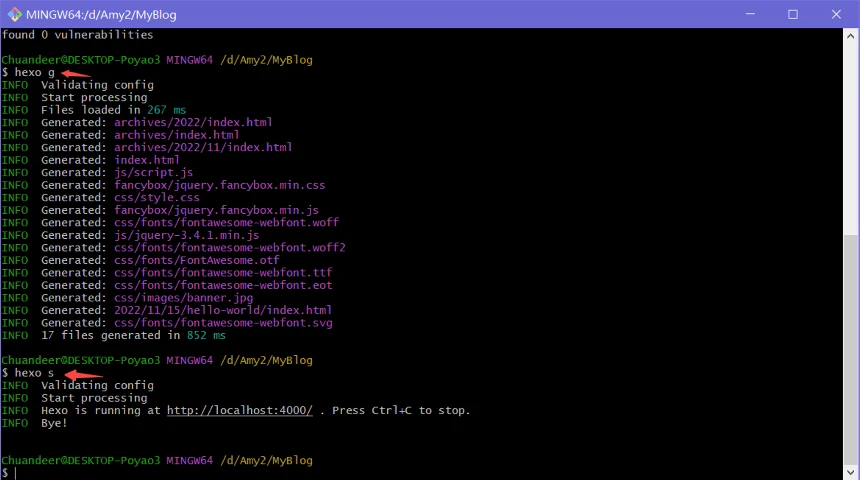 MINGW64:/d/Amy2/MyBlog
found 0 vulnerabilities
Chuandeer@DESKTOP-Poyao3 MINGW64 /d/Amy2/MyBlog
$ hexo g
INFO  Validating config
INFO  Start processing
INFO  Files loaded in 267 ms
INFO  Generated: archives/2022/index.html
INFO  Generated: archives/index.html
INFO  Generated: archives/2022/11/index.html
INFO  Generated: index.html
INFO  Generated: js/script.js
INFO  Generated: fancybox/jquery.fancybox.min.css
INFO  Generated: css/style.css
INFO  Generated: fancybox/jquery.fancybox.min.js
INFO  Generated: css/fonts/fontawesome-webfont.woff
INFO  Generated: js/jquery-3.4.1.min.js
INFO  Generated: css/fonts/fontawesome-webfont.woff2
INFO  Generated: css/fonts/FontAwesome.otf
INFO  Generated: css/fonts/fontawesome-webfont.ttf
INFO  Generated: css/fonts/fontawesome-webfont.eot
INFO  Generated: css/images/banner.jpg
INFO  Generated: 2022/11/15/hello-world/index.html
INFO  Generated: css/fonts/fontawesome-webfont.svg
INFO  17 files generated in 852 ms
Chuandeer@DESKTOP-Poyao3 MINGW64 /d/Amy2/MyBlog
$ hexo s
INFO  Validating config
INFO  Start processing
INFO  Hexo is running at http://localhost:4000/ . Press Ctrl+C to stop.
INFO  Bye!
Chuandeer@DESKTOP-Poyao3 MINGW64 /d/Amy2/MyBlog
$